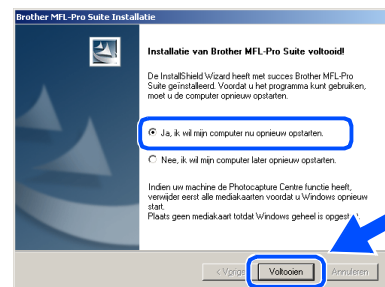 Brother MFL-Pro Suite Installatie
Installatie van Brother MFL-Pro Suite voltooid!
De InstallShield Wizard heeft met succes Brother MFL-Pro
Suite geïnstalleerd. Voordat u het programma kunt gebruiken,
moet u de computer opnieuw opstarten.
Ja, ik wil mijn computer nu opnieuw opstarten.
Nee, ik wil mijn computer later opnieuw opstarten.
Indien uw machine de Photocapture Centre functie heeft,
verwijder eerst alle mediakaarten voordat u Windows opnieuw
start.
Plaats geen mediakaart totdat Windows geheel is
< Vorige Voltooien Annuleren